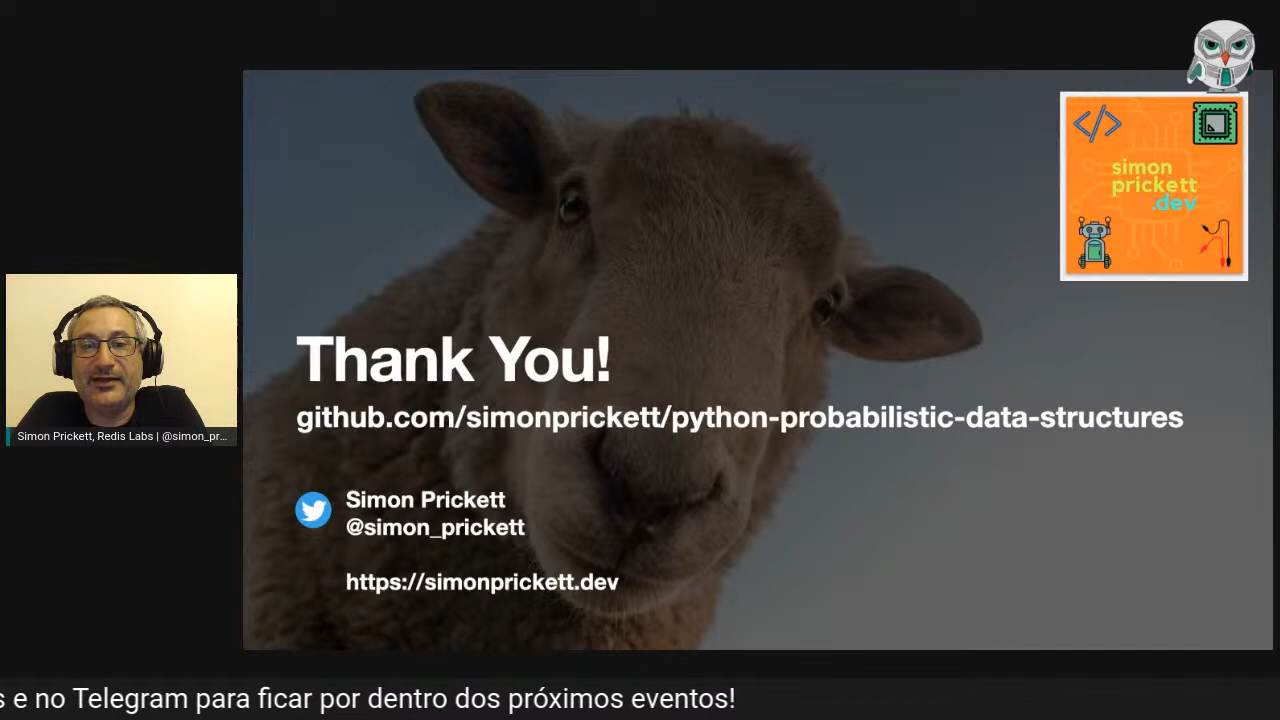 simon
prickett
.dev
Thank You!
github.com/simonprickett/python-probabilistic-data-structures
Simon Prickett
@simon_prickett
https://simonprickett.dev
Simon Prickett, Redis Labs | @simon_pr...
s e no Telegram para ficar por dentro dos próximos eventos!